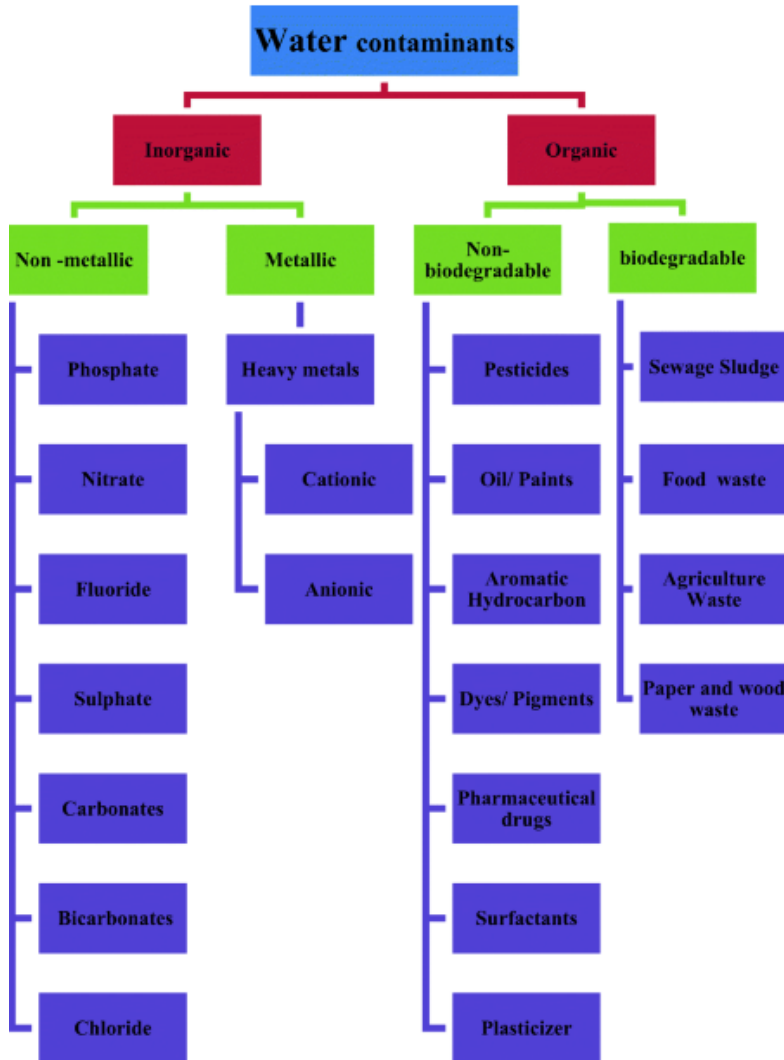 Water contaminants
Inorganic
Organic
Non -metallic
Metallic
Non-
biodegradable
biodegradable
Phosphate
Heavy metals
Pesticides
Sewage Sludge
Nitrate
Cationic
Oil/ Paints
Food waste
Fluoride
Anionic
Aromatic
Hydrocarbon
Agriculture
Waste
Sulphate
Dyes/ Pigments
Paper and wood
waste
Carbonates
Pharmaceutical
drugs
Bicarbonates
Surfactants
Chloride
Plasticizer